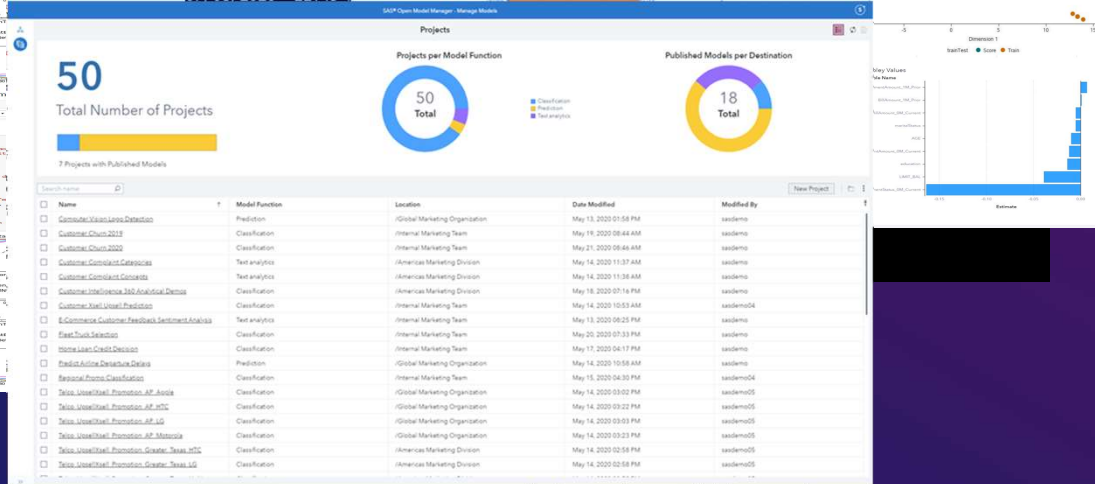 SAS® Open Model Manager - Manage Models
Projects
50
Total Number of Projects
7 Projects with Published Models
Projects per Model Function
50
Total
Classification
Prediction
Text analytics
Published Models per Destination
18
Total
Search name
New Project
Name Model Function Location Date Modified Modified By
Computer Vision Logo Detection Prediction /Global Marketing Organization May 13, 2020 01:58 PM sasdemo
Customer Churn 2019 Classification /Internal Marketing Team May 19, 2020 08:44 AM sasdemo
Customer Churn 2020 Classification /Internal Marketing Team May 21, 2020 08:46 AM sasdemo
Customer Complaint Categories Text analytics /Americas Marketing Division May 14, 2020 11:37 AM sasdemo
Customer Complaint Concepts Text analytics /Americas Marketing Division May 14, 2020 11:38 AM sasdemo
Customer Intelligence 360 Analytical Demos Classification /Americas Marketing Division May 18, 2020 07:16 PM sasdemo
Customer Xsell Upsell Prediction Classification /Internal Marketing Team May 14, 2020 10:53 AM sasdemo04
E-Commerce Customer Feedback Sentiment Analysis Text analytics /Internal Marketing Team May 13, 2020 08:25 PM sasdemo
Fleet Truck Selection Classification /Internal Marketing Team May 20, 2020 07:33 PM sasdemo
Home Loan Credit Decision Classification /Internal Marketing Team May 17, 2020 04:17 PM sasdemo
Predict Airline Departure Delays Prediction /Global Marketing Organization May 14, 2020 10:58 AM sasdemo
Regional Promo Classification Classification /Internal Marketing Team May 15, 2020 04:30 PM sasdemo04
Telco_UpsellXsell_Promotion_AP_Apple Classification /Global Marketing Organization May 14, 2020 03:02 PM sasdemo05
Telco_UpsellXsell_Promotion_AP_HTC Classification /Global Marketing Organization May 14, 2020 03:22 PM sasdemo05
Telco_UpsellXsell_Promotion_AP_LG Classification /Global Marketing Organization May 14, 2020 03:03 PM sasdemo05
Telco_UpsellXsell_Promotion_AP_Motorola Classification /Global Marketing Organization May 14, 2020 03:23 PM sasdemo05
Telco_UpsellXsell_Promotion_Greater_Texas_HTC Classification /Americas Marketing Division May 14, 2020 02:58 PM sasdemo05
Telco_UpsellXsell_Promotion_Greater_Texas_LG Classification /Americas Marketing Division May 14, 2020 02:58 PM sasdemo05
-5 0 5 10 15
Dimension 1
trainTest Score Train
Values
Name
AGE
Estimate